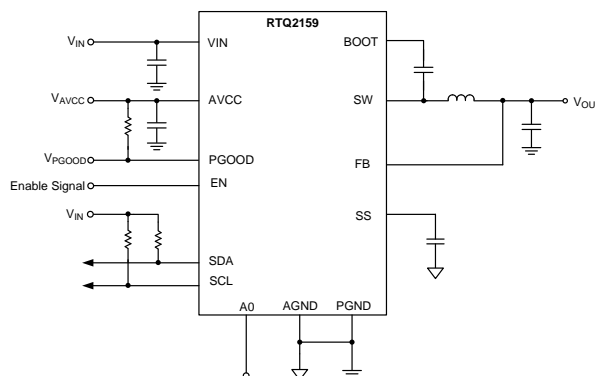 RTQ2159
VIN
VIN
BOOT
VAVCC
AVCC
SW
VOU
VPGOOD
PGOOD
FB
Enable Signal
EN
VIN
SS
SDA
SCL
A0
AGND
PGND